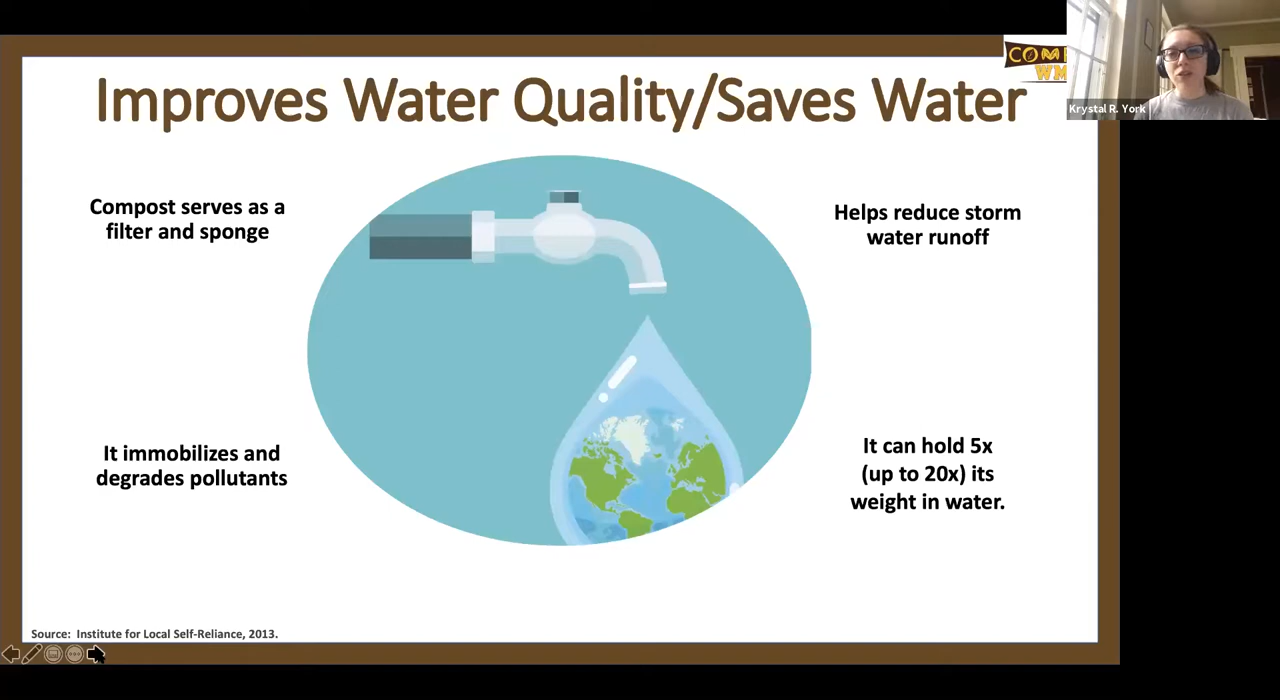 Improves Water Quality/Saves Water
Krystal R. York
Compost serves as a
filter and sponge
Helps reduce storm
water runoff
It immobilizes and
degrades pollutants
It can hold 5x
(up to 20x) its
weight in water.
Source: Institute for Local Self-Reliance, 2013.